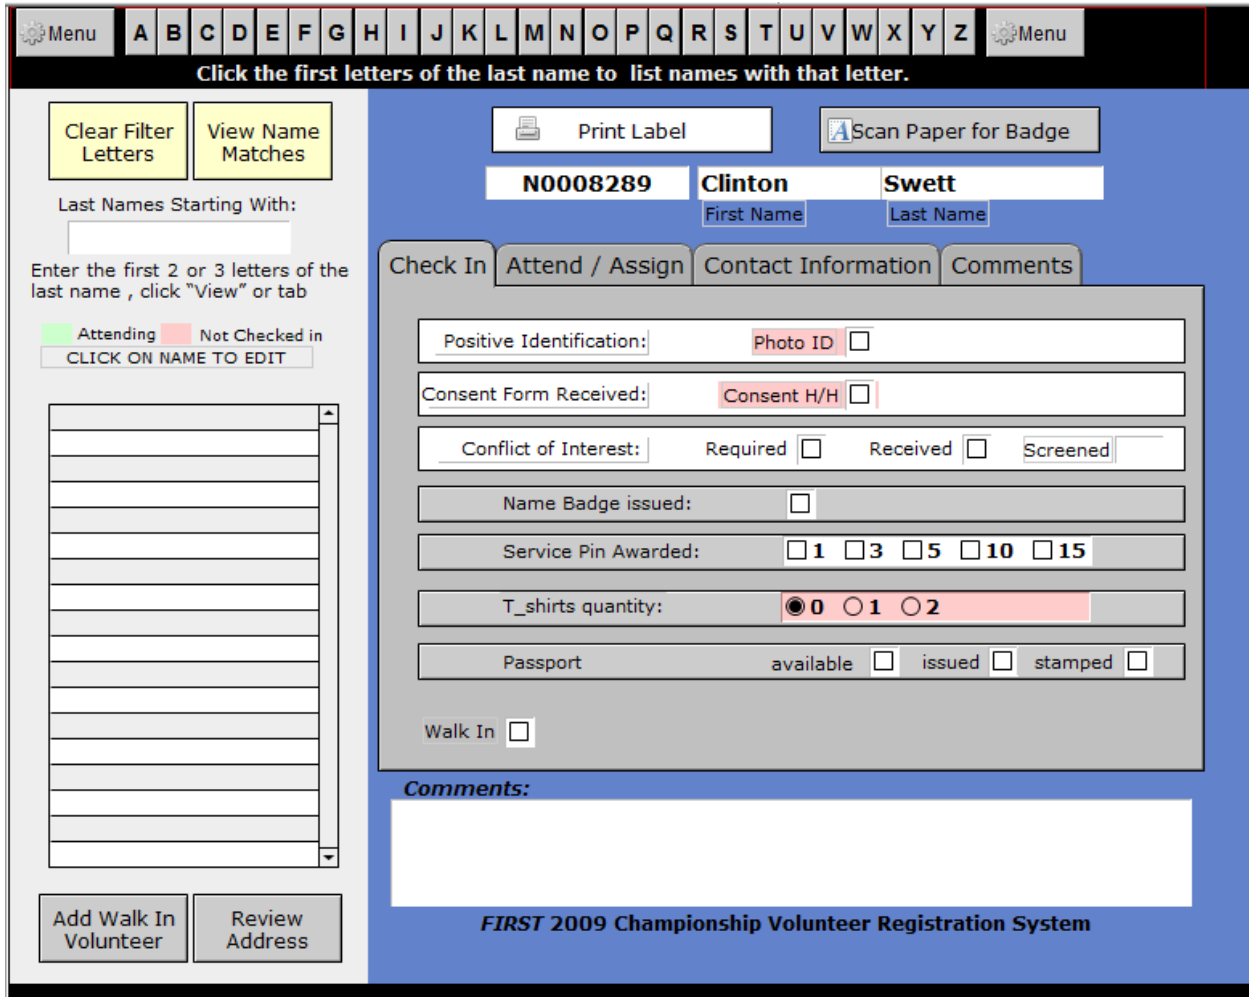 Menu A B C D E F G H I J K L M N O P Q R S T U V W X Y Z Menu
Click the first letters of the last name to list names with that letter.
Clear Filter Letters
View Name Matches
Last Names Starting With:
Enter the first 2 or 3 letters of the
last name , click “View” or tab
Attending Not Checked in
CLICK ON NAME TO EDIT
Add Walk In Volunteer
Review Address
Print Label
AScan Paper for Badge
N0008289 Clinton Swett
First Name Last Name
Check In Attend / Assign Contact Information Comments
Positive Identification: Photo ID
Consent Form Received: Consent H/H
Conflict of Interest: Required Received Screened
Name Badge issued:
Service Pin Awarded: 1 3 5 10 15
T_shirts quantity: 0 1 2
Passport available issued stamped
Walk In
Comments:
FIRST 2009 Championship Volunteer Registration System